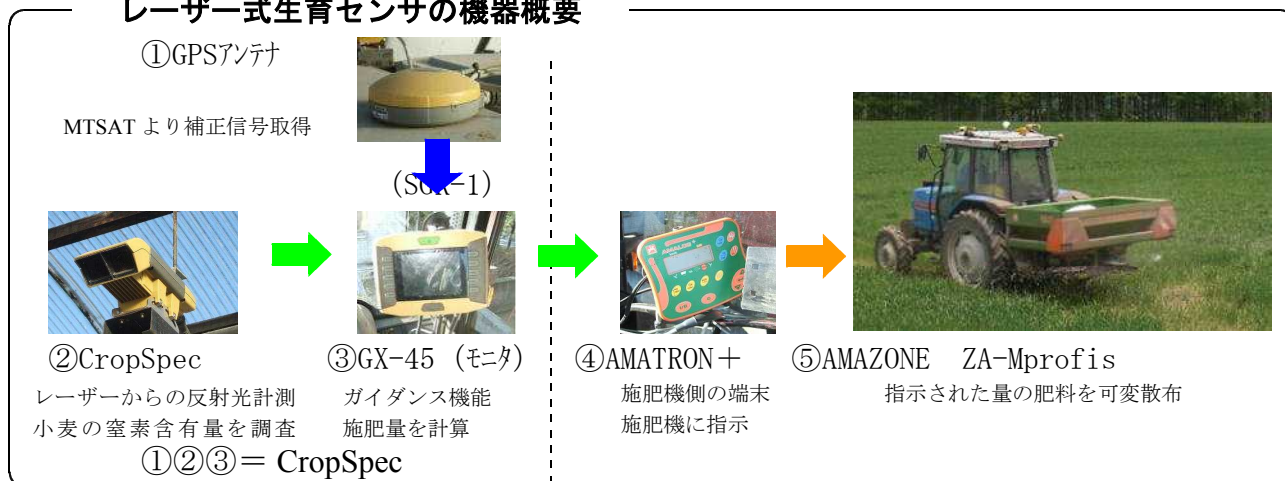 レーザー式生育センサの機器概要
①GPSｱﾝﾃﾅ
MTSAT より補正信号取得
(SGR-1)
②CropSpec
レーザーからの反射光計測
小麦の窒素含有量を調査
③GX-45 (ﾓﾆﾀ)
ガイダンス機能
施肥量を計算
①②③＝ CropSpec
④AMATRON＋
施肥機側の端末
施肥機に指示
⑤AMAZONE ZA-Mprofis
指示された量の肥料を可変散布